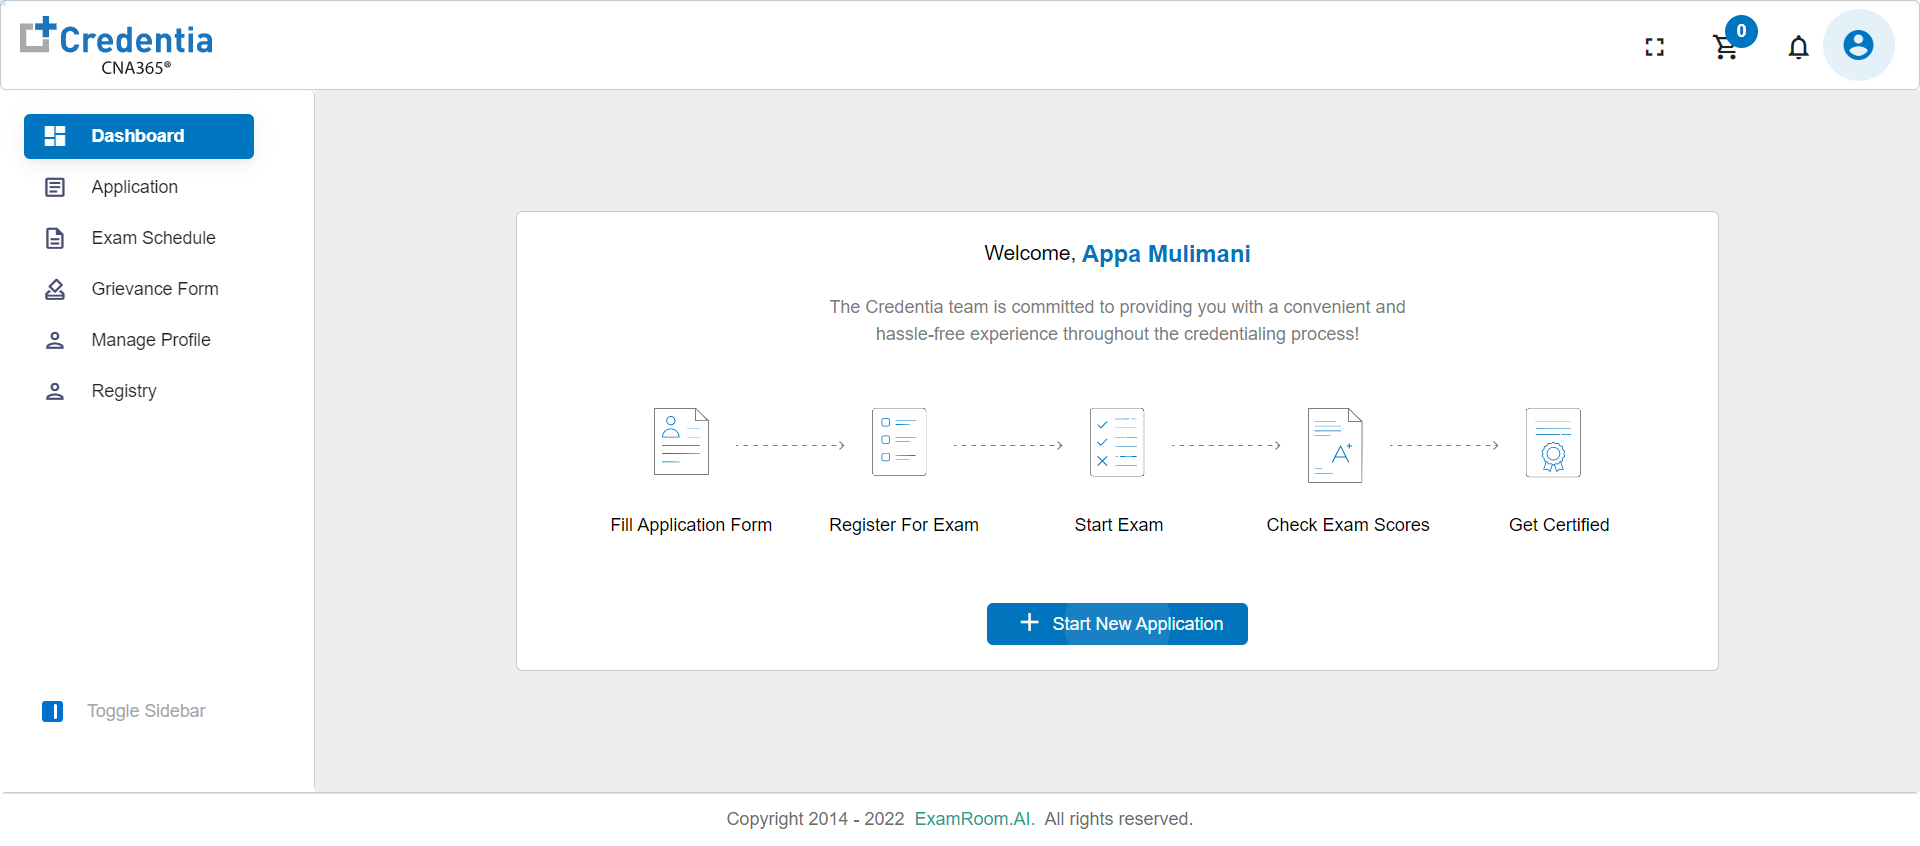 Credentia
CNA365®
0
Dashboard
Application
Exam Schedule
Grievance Form
Manage Profile
Registry
Toggle Sidebar
Welcome, Appa Mulimani
The Credentia team is committed to providing you with a convenient and
hassle-free experience throughout the credentialing process!
A+
Fill Application Form
Register For Exam
Start Exam
Check Exam Scores
Get Certified
Start New Application
Copyright 2014 - 2022 ExamRoom.AI. All rights reserved.